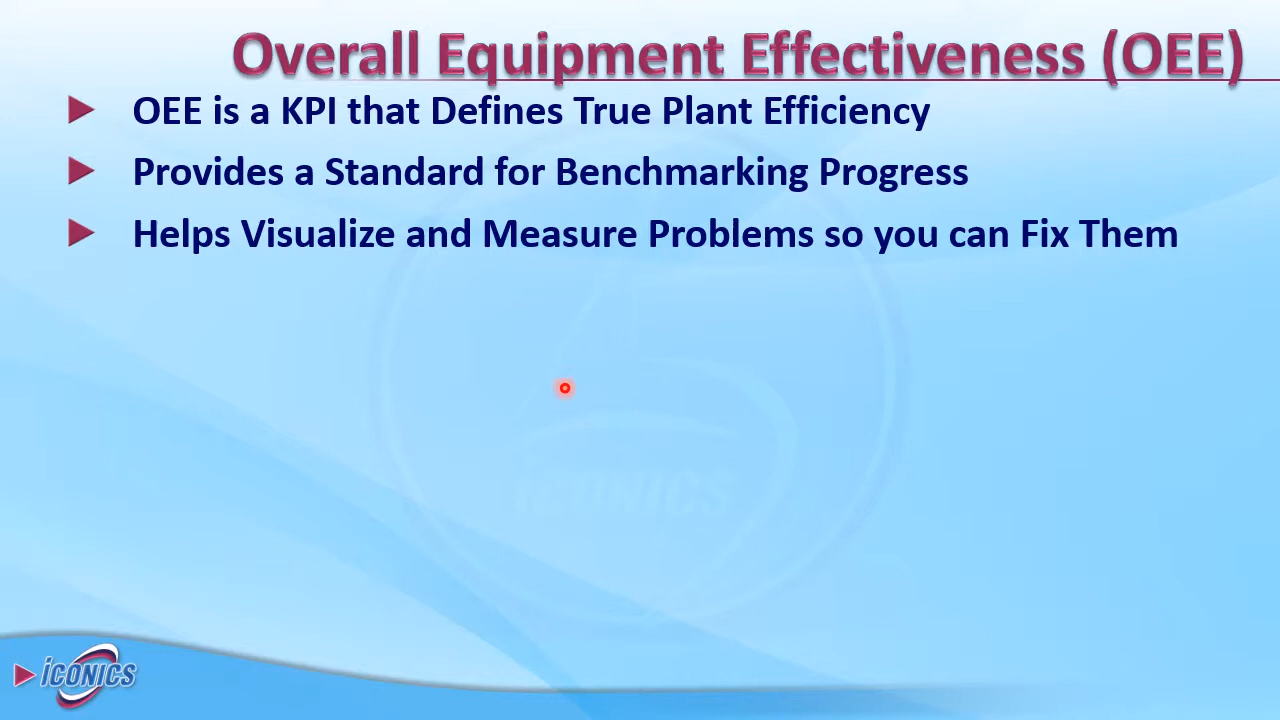 Overall Equipment Effectiveness (OEE)
OEE is a KPI that Defines True Plant Efficiency
Provides a Standard for Benchmarking Progress
Helps Visualize and Measure Problems so you can Fix Them
iCONICS
iCONICS